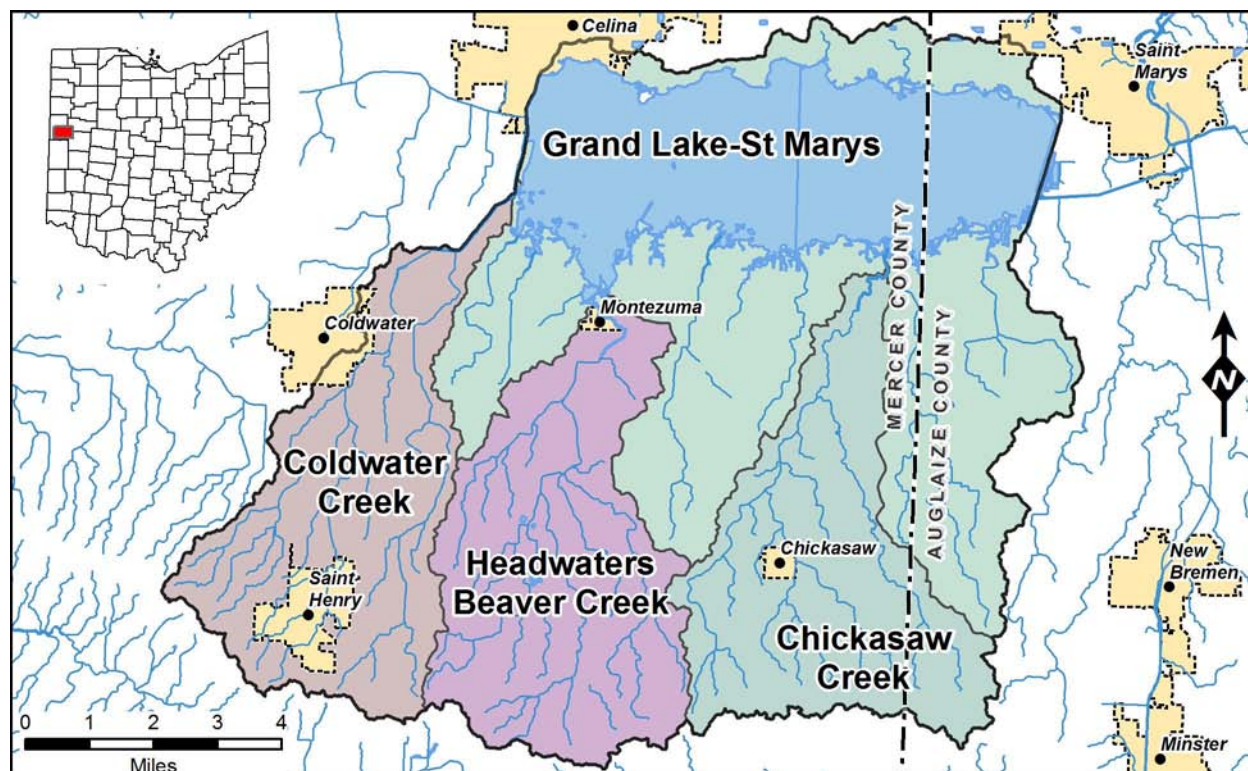 Celina
Saint
Marys
Grand Lake-St Marys
MERCER COUNTY
AUGLAIZE COUNTY
Montezuma
Coldwater
N
Coldwater
Creek
Headwaters
Beaver Creek
Chickasaw
Saint
Henry
New
Bremen
Chickasaw
Creek
0 1 2 3 4
Miles
Minster